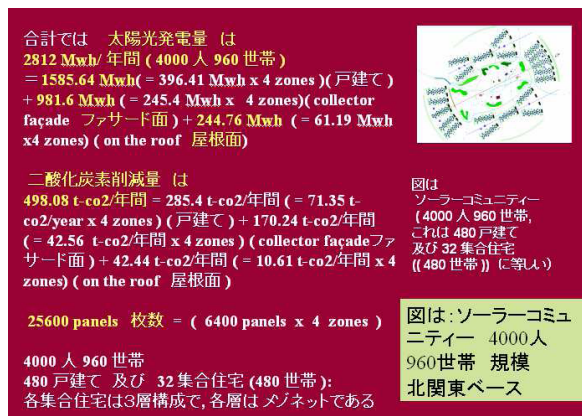 合計では 太陽光発電量 は
2812 Mwh/ 年間 ( 4000 人 960 世帯 )
＝1585.64 Mwh( = 396.41 Mwh x 4 zones )( 戸建て )
+ 981.6 Mwh ( = 245.4 Mwh x 4 zones)( collector
façade ファサード面 ) + 244.76 Mwh ( = 61.19 Mwh
x4 zones) ( on the roof 屋根面)
二酸化炭素削減量 は
498.08 t-co2/年間 = 285.4 t-co2/年間 ( = 71.35 t-
co2/year x 4 zones ) ( 戸建て ) + 170.24 t-co2/年間
( = 42.56 t-co2/年間 x 4 zones ) ( collector façadeファ
サード面 ) + 42.44 t-co2/年間 ( = 10.61 t-co2/年間 x 4
zones) ( on the roof 屋根面 )
25600 panels 枚数 = ( 6400 panels x 4 zones )
4000 人 960 世帯
480 戸建て 及び 32 集合住宅 (480 世帯 ):
各集合住宅は３層構成で, 各層は メゾネットである
図は
ソーラーコミュニティー
( 4000人 960 世帯,
これは 480 戸建て
及び 32 集合住宅
(( 480 世帯 )) に等しい)
図は：ソーラーコミュ
ニティー 4000人
960世帯 規模
北関東ベース